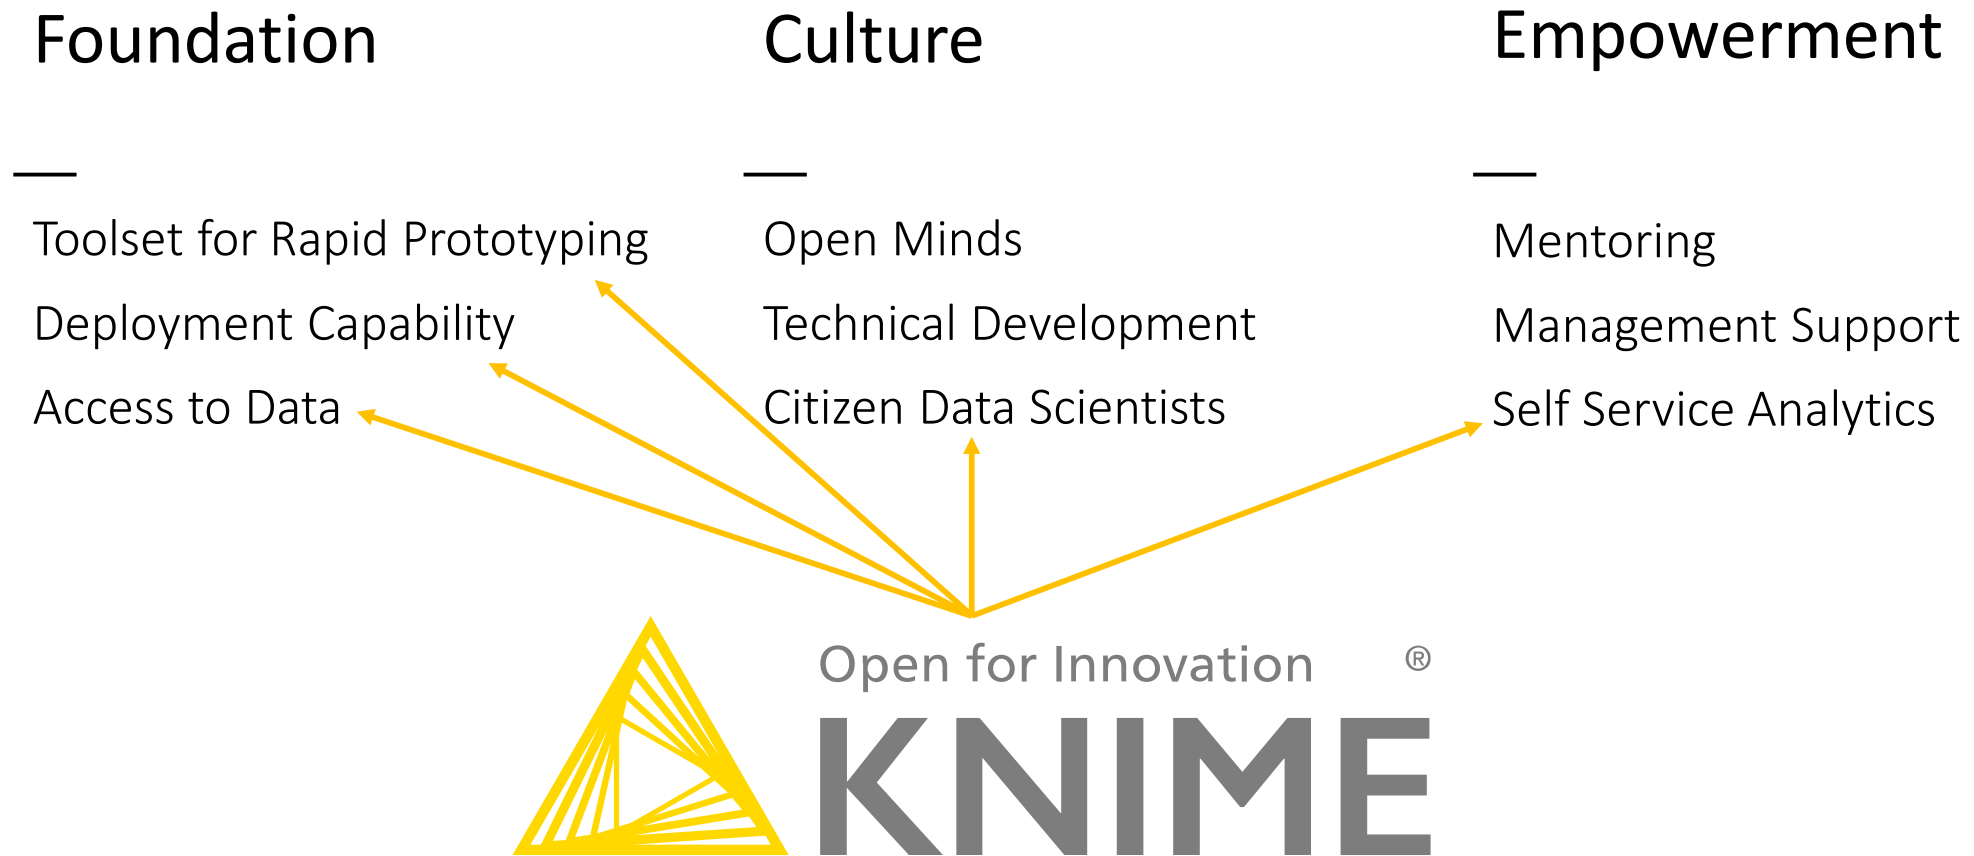 Foundation
Toolset for Rapid Prototyping
Deployment Capability
Access to Data
Culture
Open Minds
Technical Development
Citizen Data Scientists
Empowerment
Mentoring
Management Support
Self Service Analytics
Open for Innovation ®
KNIME